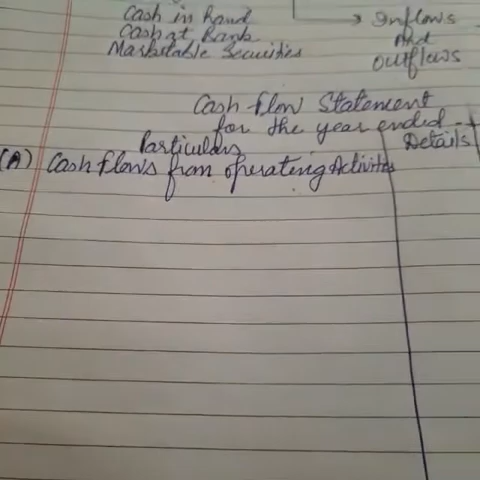 Cash in hand → Inflows
Cash at Bank And
Marketable Securities Outflows
Cash flow Statement
for the year ended
Particulars Details
(A) Cash flows from operating Activites